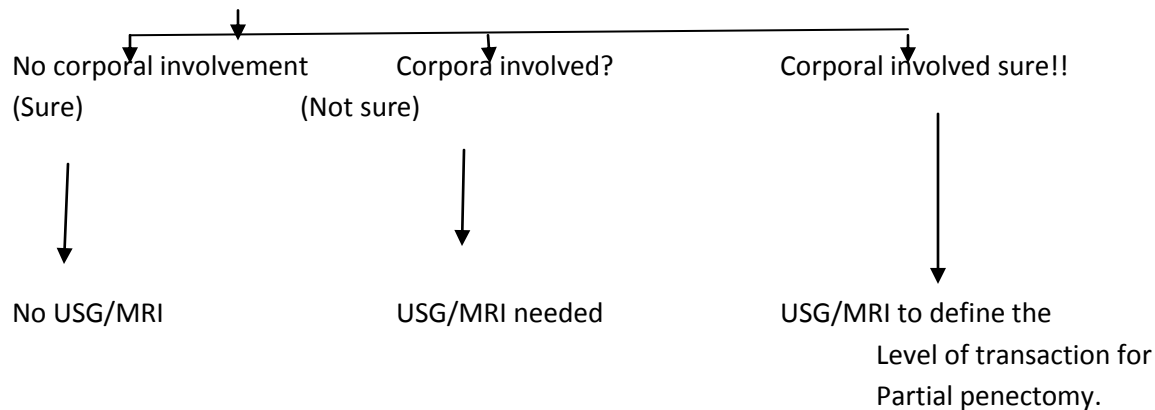 No corporal involvement Corpora involved? Corporal involved sure!!
(Sure) (Not sure)
No USG/MRI USG/MRI needed USG/MRI to define the
Level of transaction for
Partial penectomy.